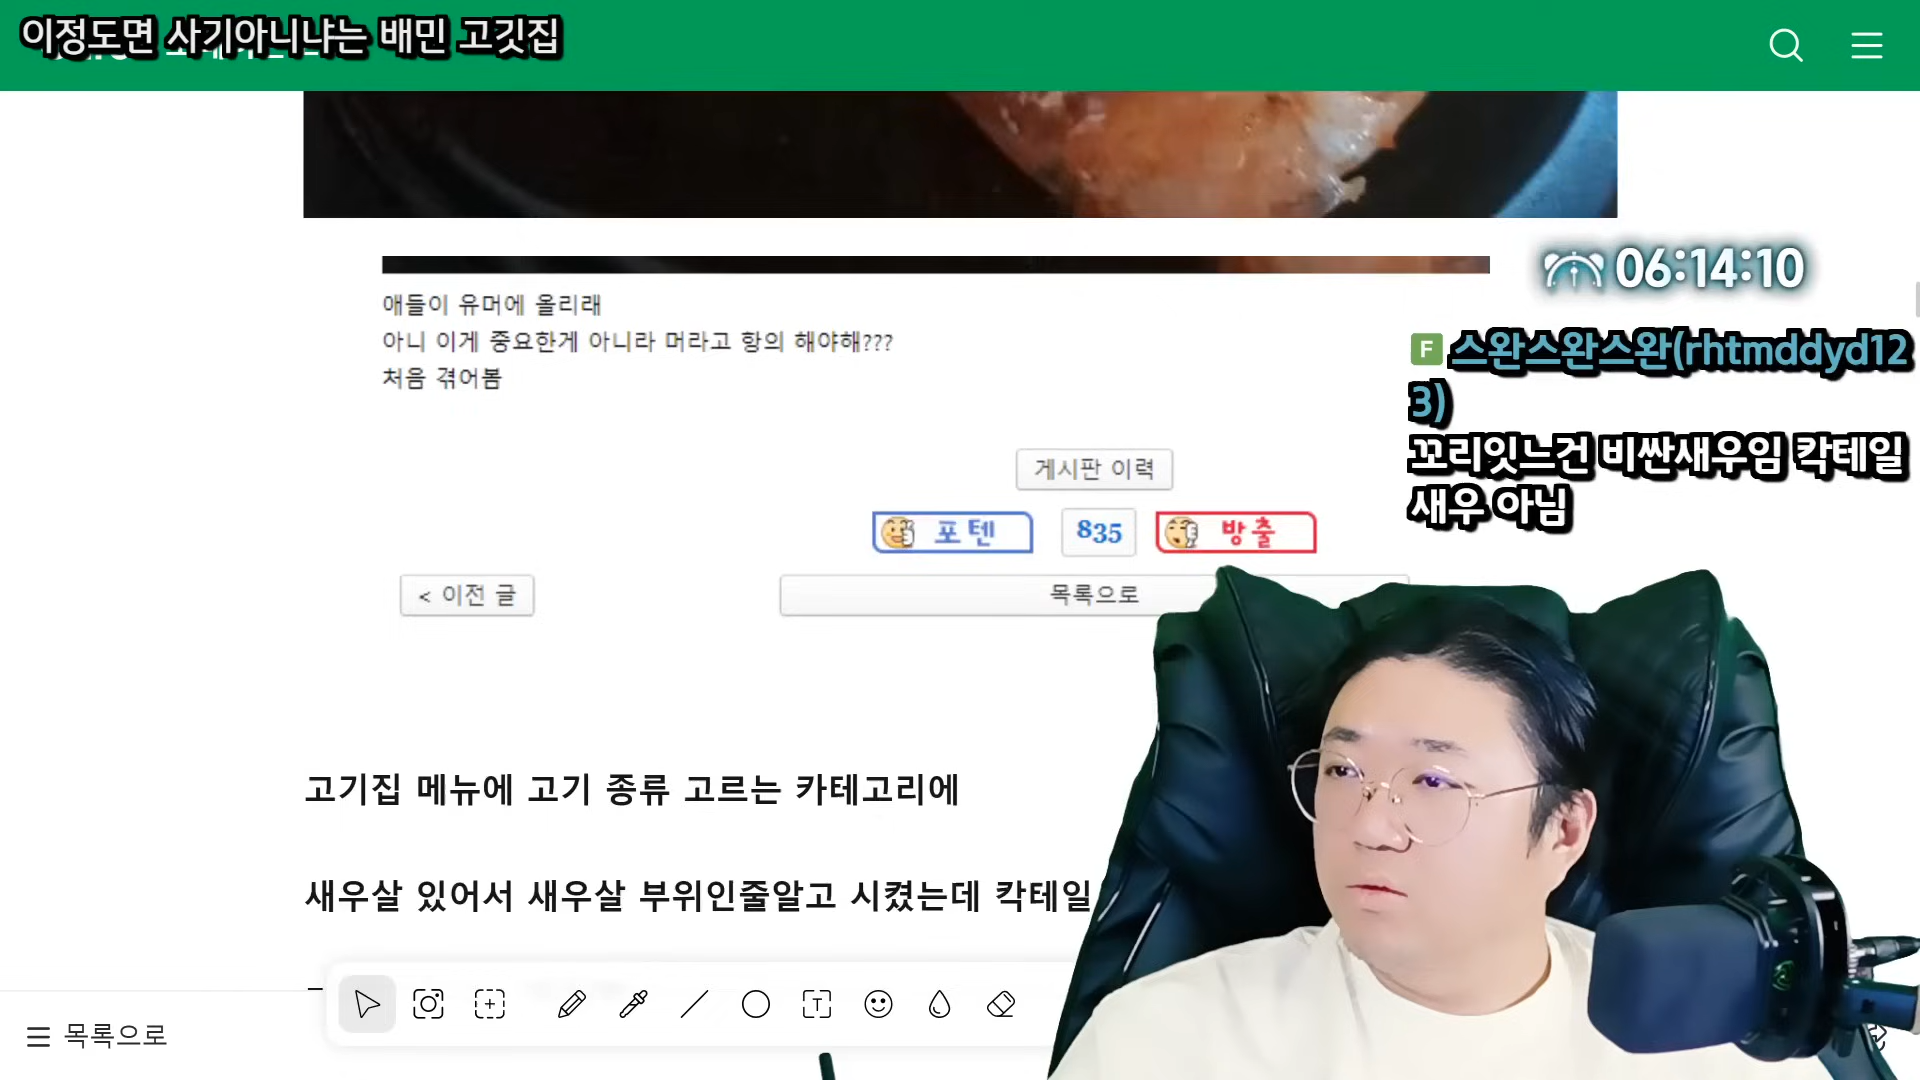 이정도면 사기아니냐는 배민 고깃집
06:14:10
애들이 유머에 올리래
아니 이게 중요한게 아니라 머라고 항의 해야해???
처음 겪어봄
F 스완스완스완(rhtmddyd12
3)
꼬리잇느건 비싼새우임 칵테일
새우 아님
게시판 이력
포텐 835 방출
< 이전 글 목록으로
고기집 메뉴에 고기 종류 고르는 카테고리에
새우살 있어서 새우살 부위인줄알고 시켰는데 칵테일
T
목록으로